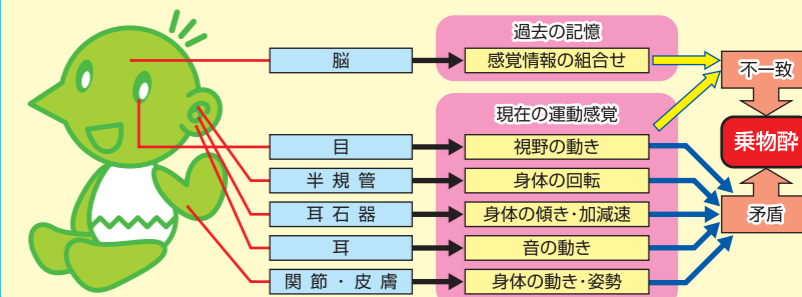 過去の記憶
脳
感覚情報の組合せ
不一致
現在の運動感覚
乗物酔
目
視野の動き
半規管
身体の回転
耳石器
身体の傾き・加減速
矛盾
耳
音の動き
関節・皮膚
身体の動き・姿勢